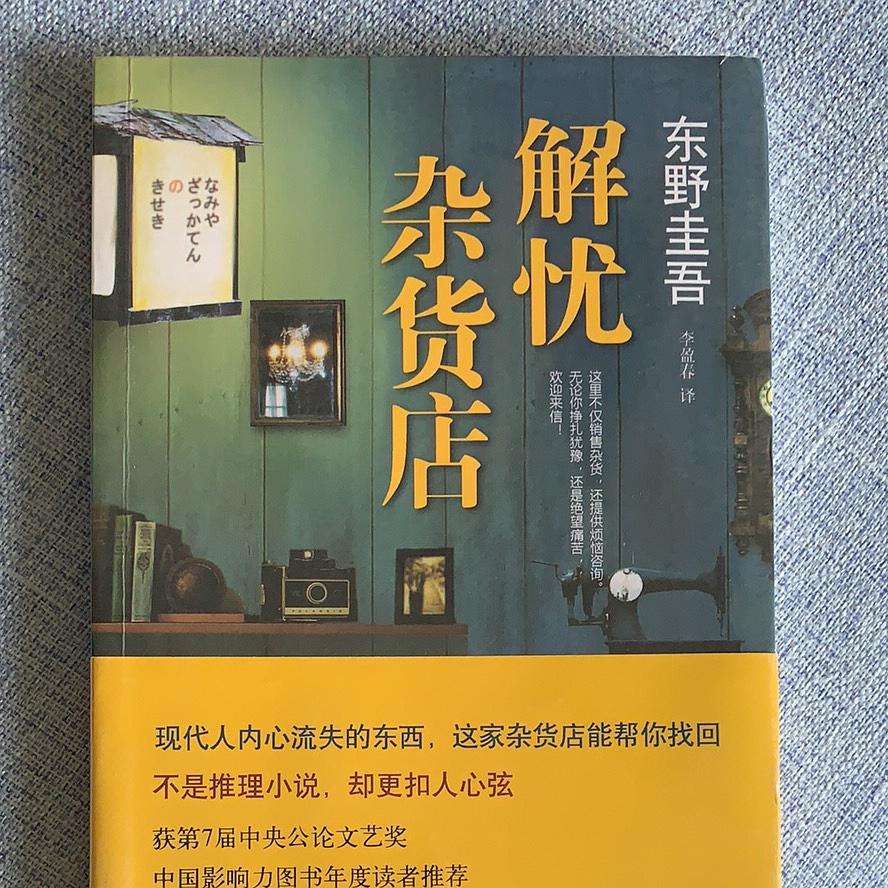 东野圭吾
李盈春 译
解忧
杂货店
这里不仅销售杂货，还提供烦恼咨询。
无论你挣扎犹豫，还是绝望痛苦，
欢迎来信！
なみや
ざっかてん
の
きせき
现代人内心流失的东西，这家杂货店能帮你找回
不是推理小说，却更扣人心弦
获第7届中央公论文艺奖
中国影响力图书年度读者推荐